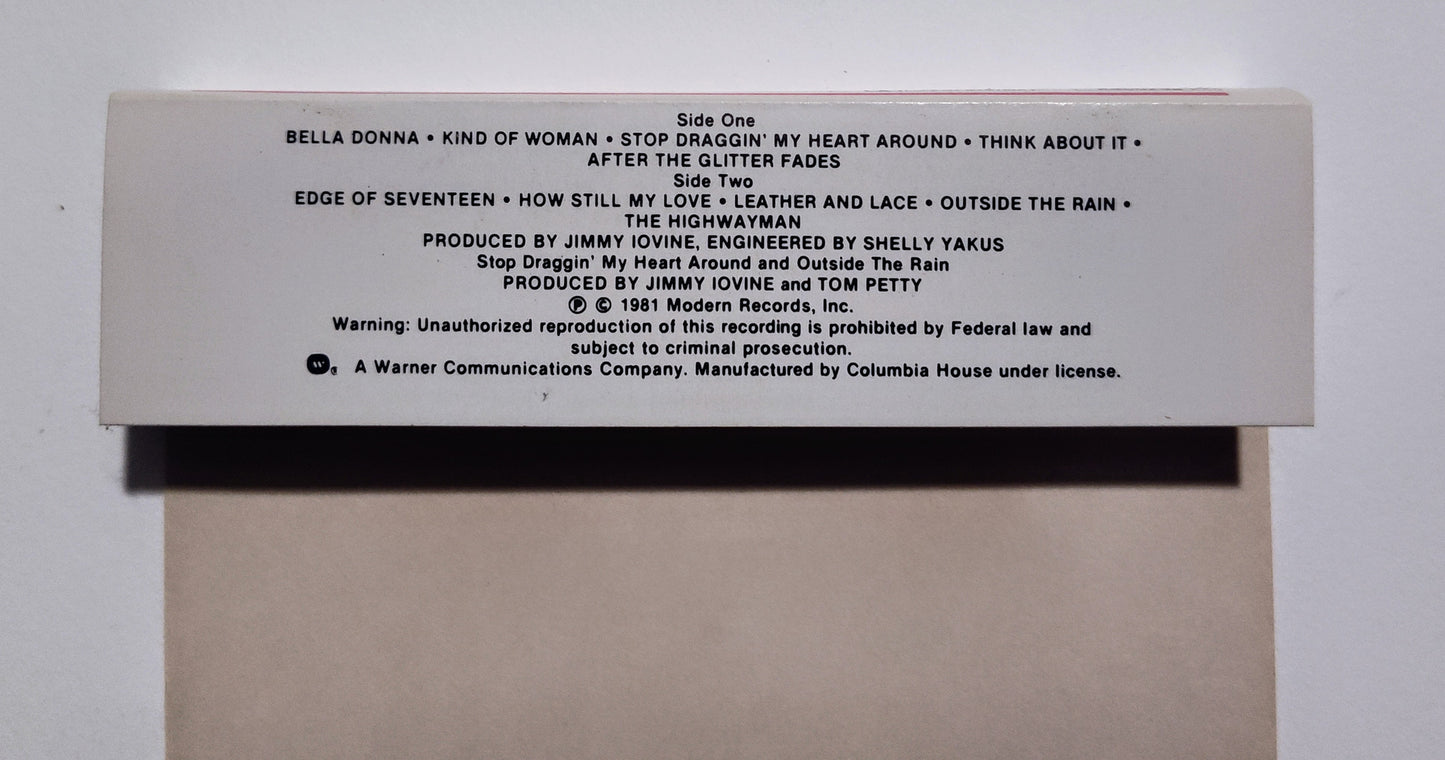 Side One
BELLA DONNA • KIND OF WOMAN • STOP DRAGGIN' MY HEART AROUND • THINK ABOUT IT •
AFTER THE GLITTER FADES
Side Two
EDGE OF SEVENTEEN • HOW STILL MY LOVE • LEATHER AND LACE • OUTSIDE THE RAIN •
THE HIGHWAYMAN
PRODUCED BY JIMMY IOVINE, ENGINEERED BY SHELLY YAKUS
Stop Draggin' My Heart Around and Outside The Rain
PRODUCED BY JIMMY IOVINE and TOM PETTY
℗ © 1981 Modern Records, Inc.
Warning: Unauthorized reproduction of this recording is prohibited by Federal law and
subject to criminal prosecution.
A Warner Communications Company. Manufactured by Columbia House under license.